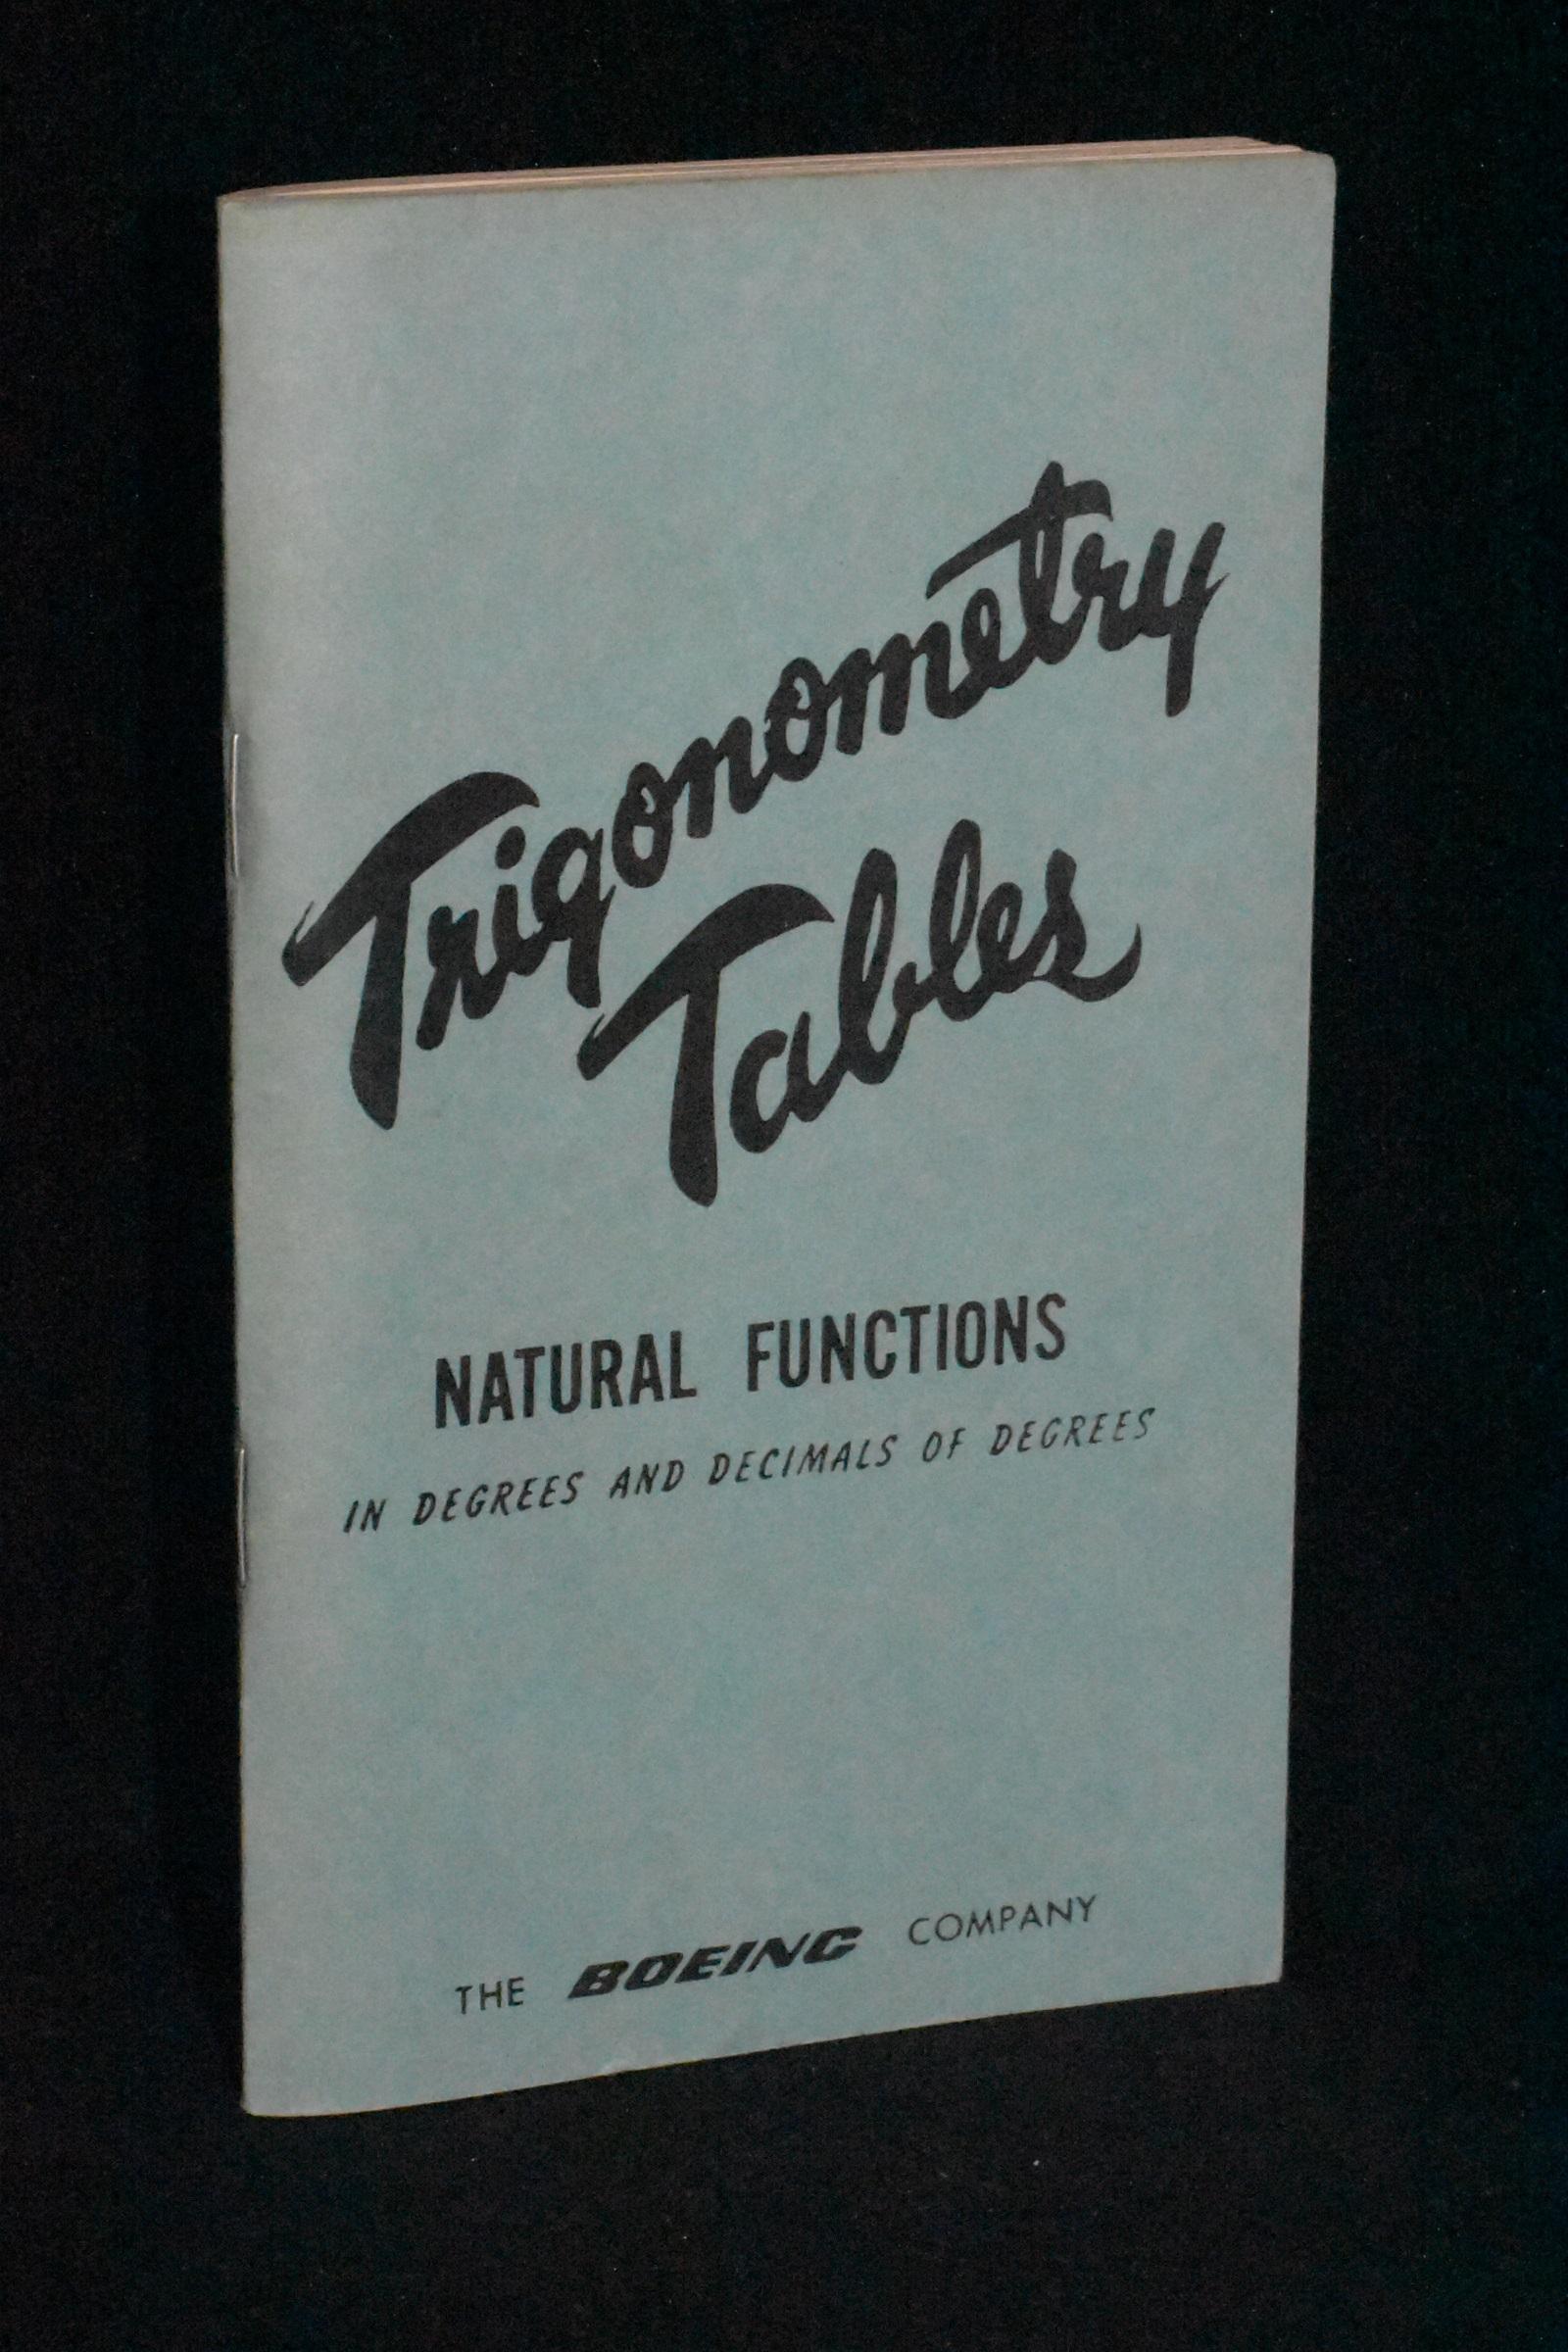 Trigonometry
Tables
NATURAL FUNCTIONS
IN DEGREES AND DECIMALS OF DEGREES
THE BOEING COMPANY